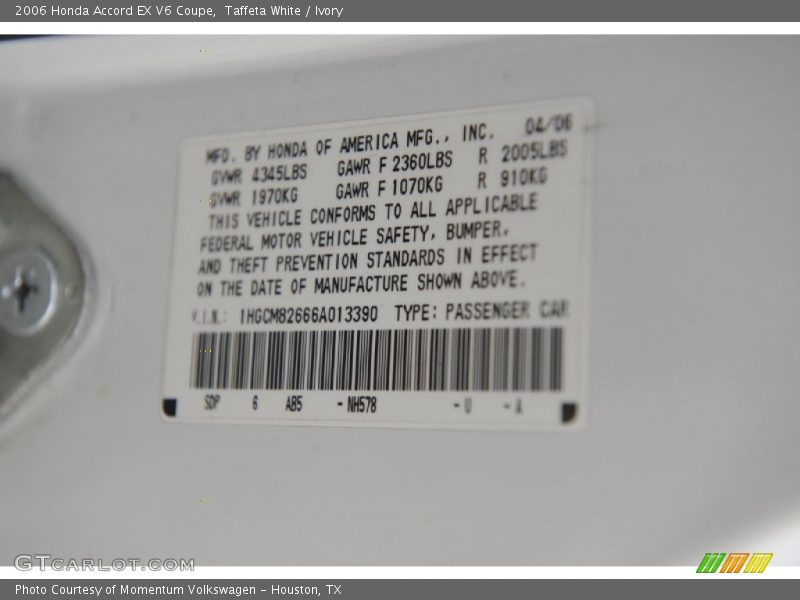 2006 Honda Accord EX V6 Coupe,  Taffeta White / Ivory
04/06
MFD. BY HONDA OF AMERICA MFG., INC.
GVWR 4345LBS GAWR F 2360LBS R 2005LBS
GVWR 1970KG GAWR F 1070KG R 910KG
THIS VEHICLE CONFORMS TO ALL APPLICABLE
FEDERAL MOTOR VEHICLE SAFETY, BUMPER,
AND THEFT PREVENTION STANDARDS IN EFFECT
ON THE DATE OF MANUFACTURE SHOWN ABOVE.
V.I.N.: 1HGCM82666A013390 TYPE: PASSENGER CAR
SDP 6 AB5 -NH578 -U -A
GTCARLOT.COM
Photo Courtesy of Momentum Volkswagen - Houston, TX